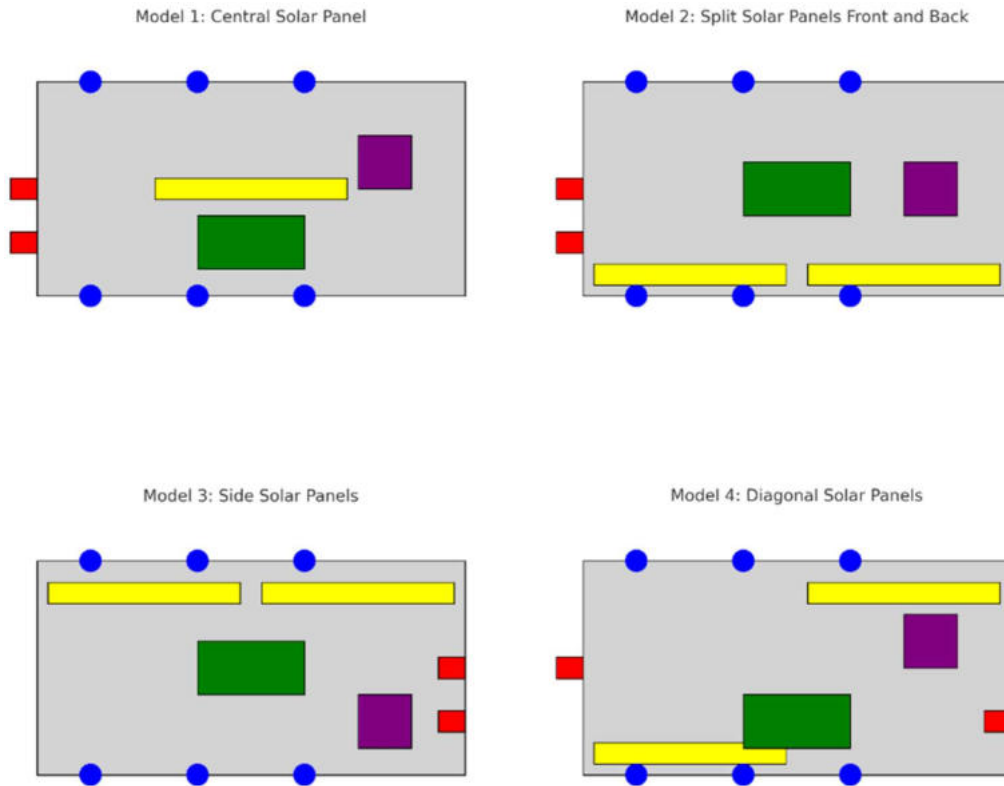 Model 1: Central Solar Panel
Model 2: Split Solar Panels Front and Back
Model 3: Side Solar Panels
Model 4: Diagonal Solar Panels